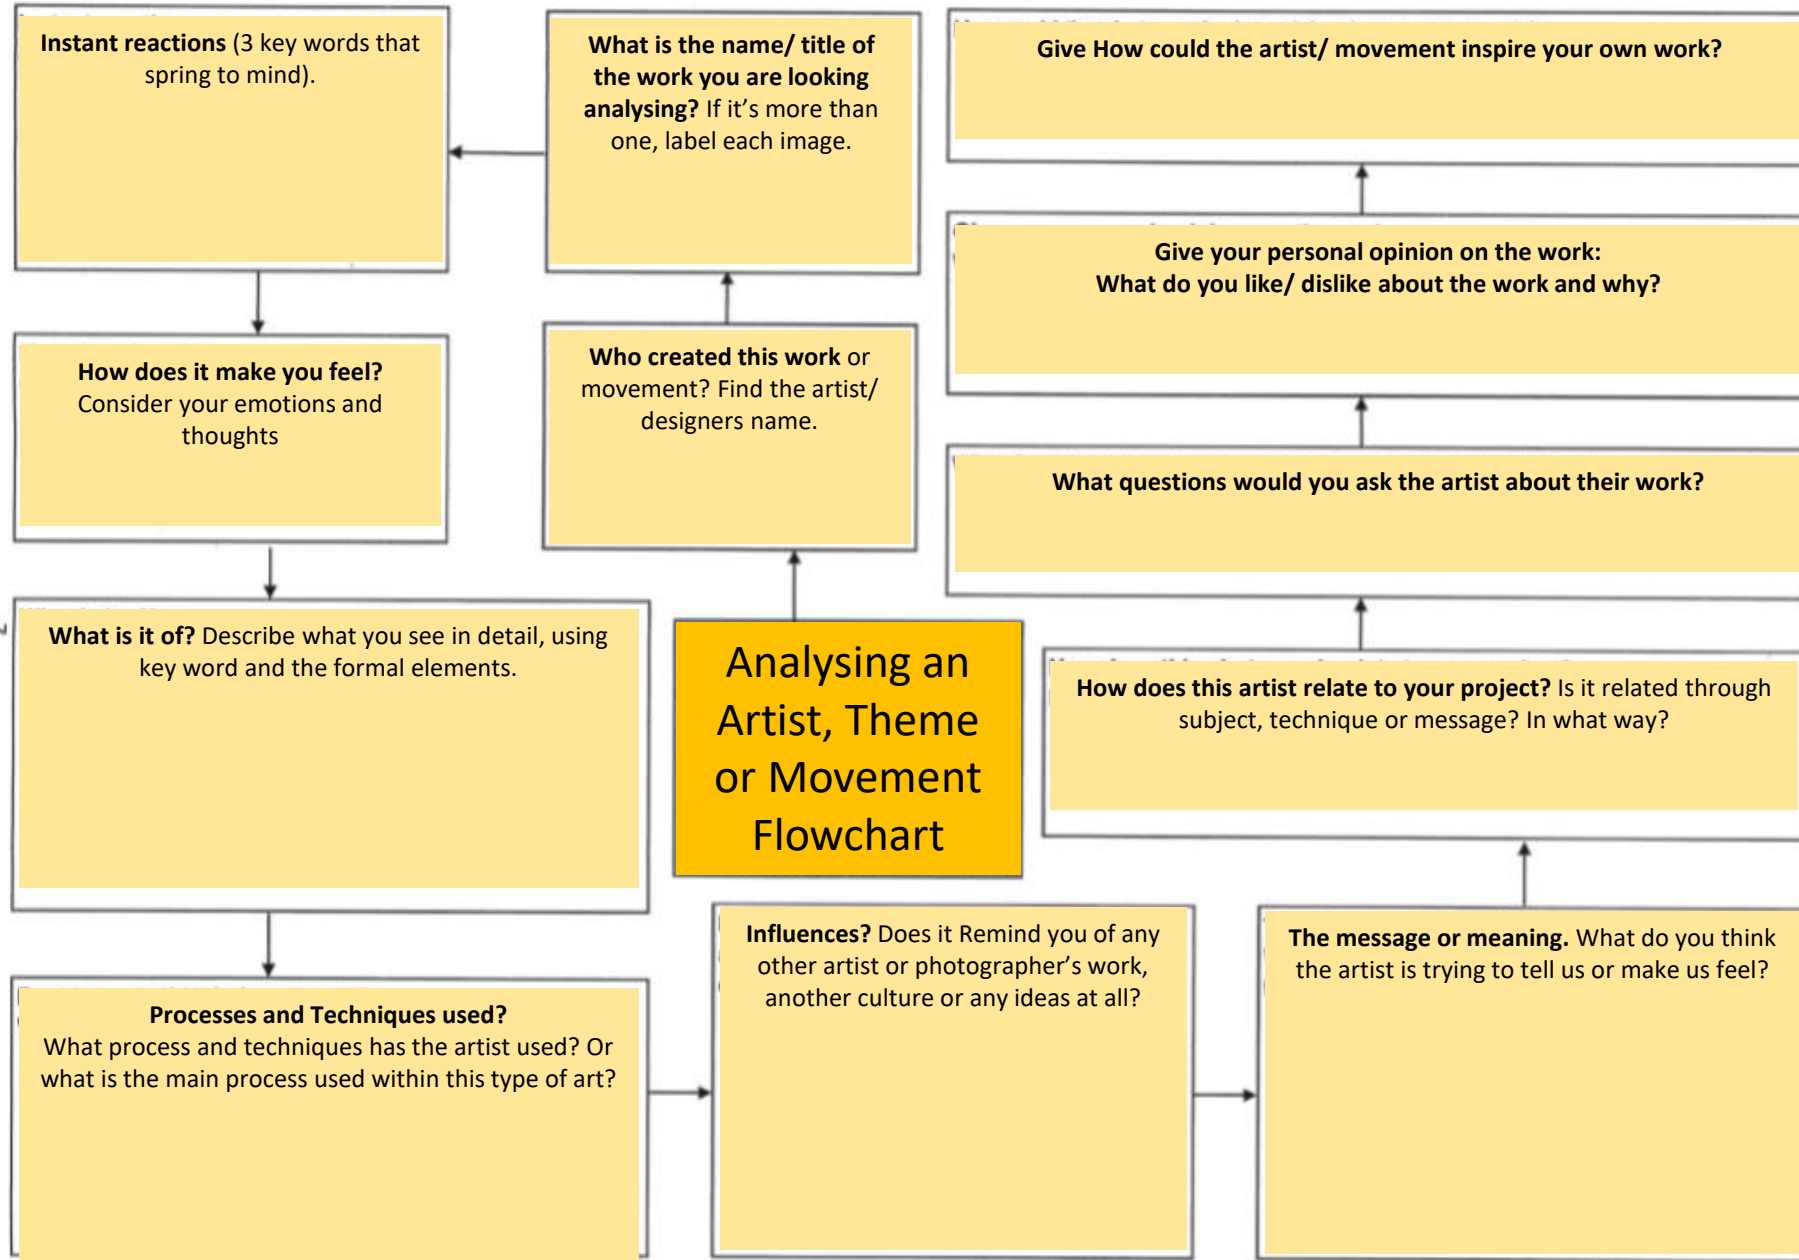 Analysing an
Artist, Theme
or Movement
Flowchart
Who created this work or
movement? Find the artist/
designers name.
What is the name/ title of
the work you are looking
analysing? If it’s more than
one, label each image.
Instant reactions (3 key words that
spring to mind).
How does it make you feel?
Consider your emotions and
thoughts
What is it of? Describe what you see in detail, using
key word and the formal elements.
Processes and Techniques used?
What process and techniques has the artist used? Or
what is the main process used within this type of art?
Influences? Does it Remind you of any
other artist or photographer’s work,
another culture or any ideas at all?
The message or meaning. What do you think
the artist is trying to tell us or make us feel?
How does this artist relate to your project? Is it related through
subject, technique or message? In what way?
What questions would you ask the artist about their work?
Give your personal opinion on the work:
What do you like/ dislike about the work and why?
Give How could the artist/ movement inspire your own work?